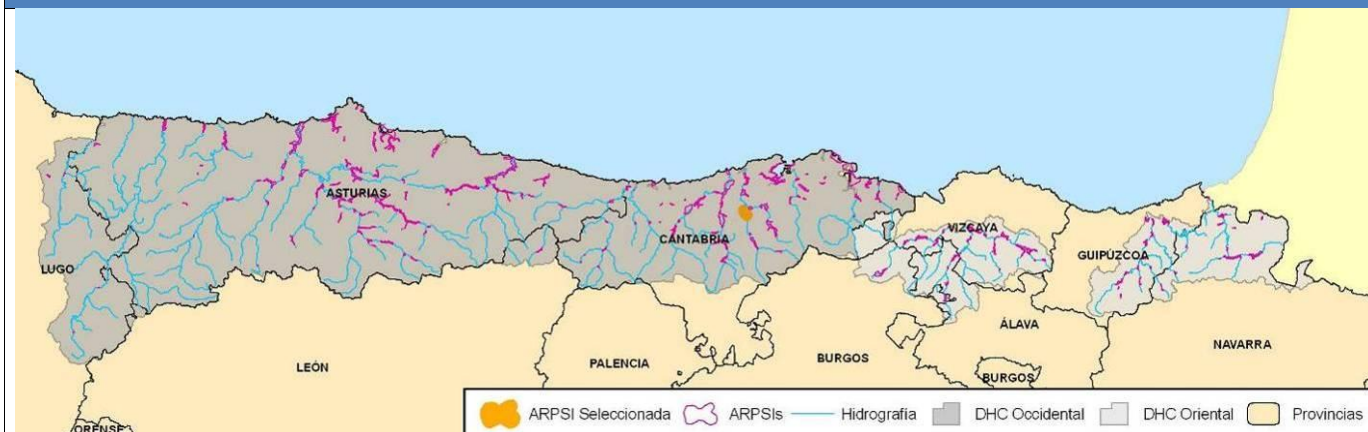 ASTURIAS
VIZCAYA
CANTABRIA
GUIPÚZCOA
LUGO
ÁLAVA
NAVARRA
LEÓN
PALENCIA
BURGOS
BURGOS
ORENSE
ARPSI Seleccionada
ARPSIs
Hidrografía
DHC Occidental
DHC Oriental
Provincias